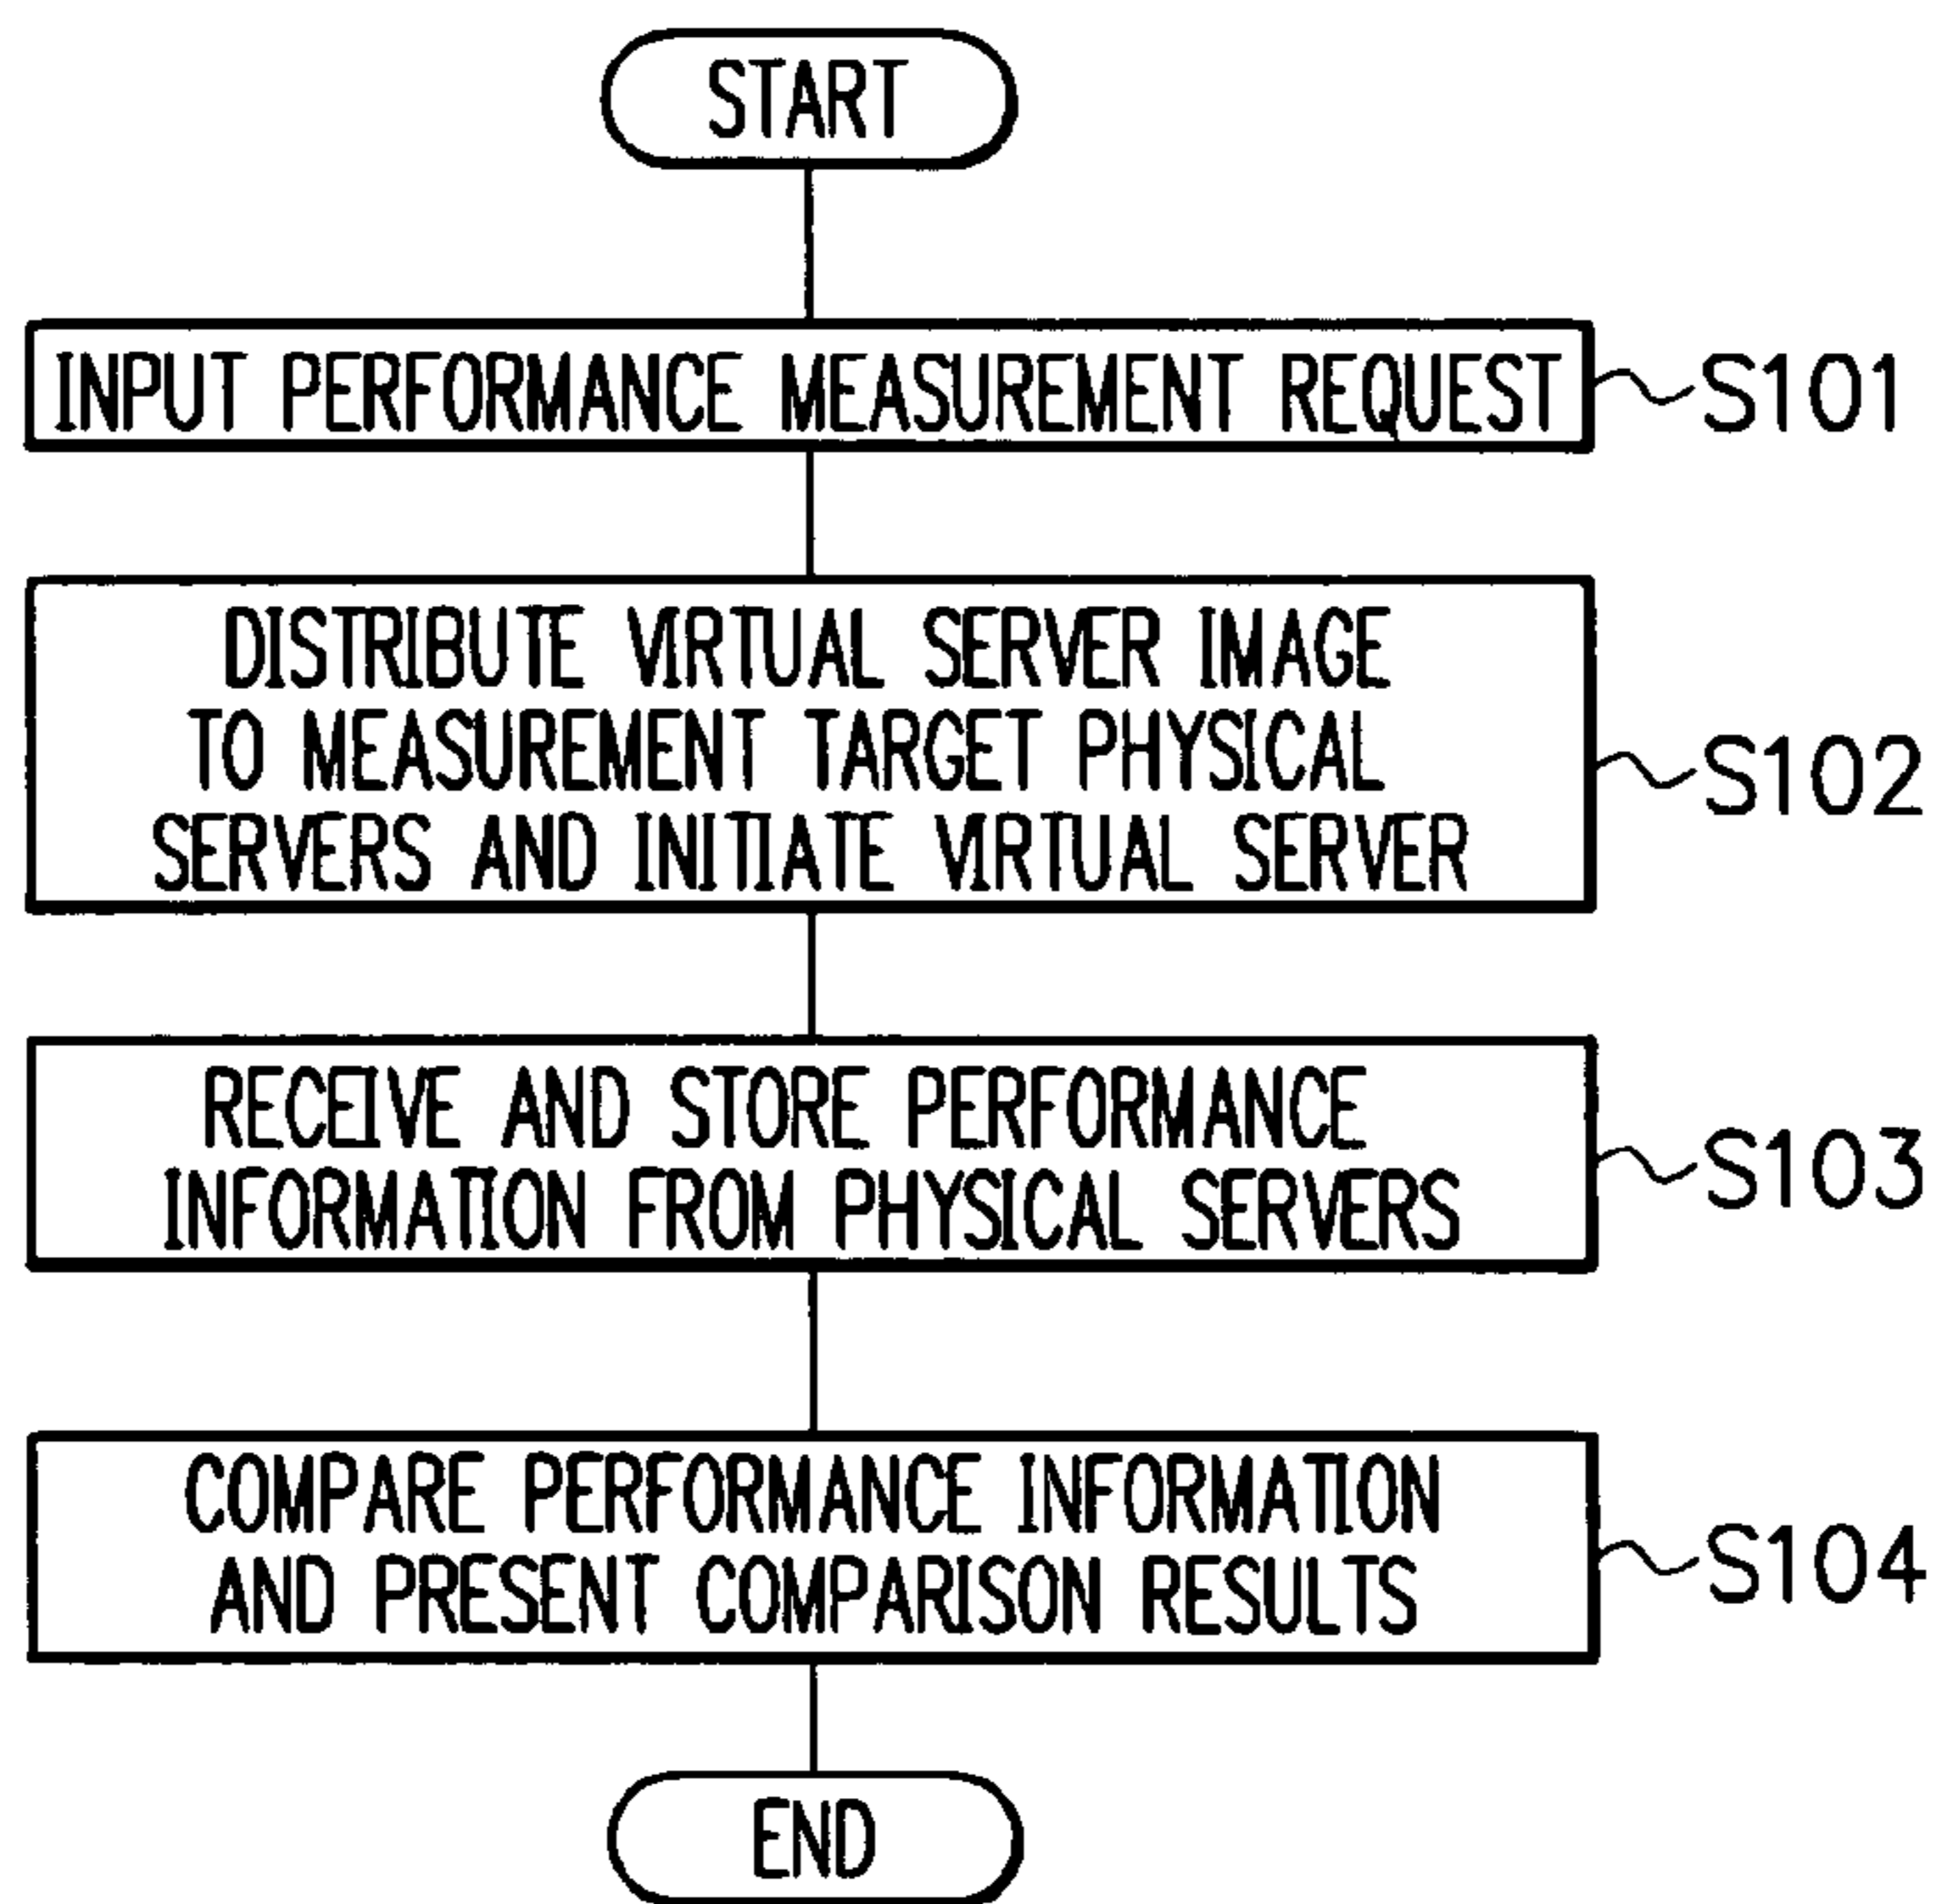 START
INPUT PERFORMANCE MEASUREMENT REQUEST
S101
DISTRIBUTE VIRTUAL SERVER IMAGE
TO MEASUREMENT TARGET PHYSICAL
SERVERS AND INITIATE VIRTUAL SERVER
S102
RECEIVE AND STORE PERFORMANCE
INFORMATION FROM PHYSICAL SERVERS
S103
COMPARE PERFORMANCE INFORMATION
AND PRESENT COMPARISON RESULTS
S104
END